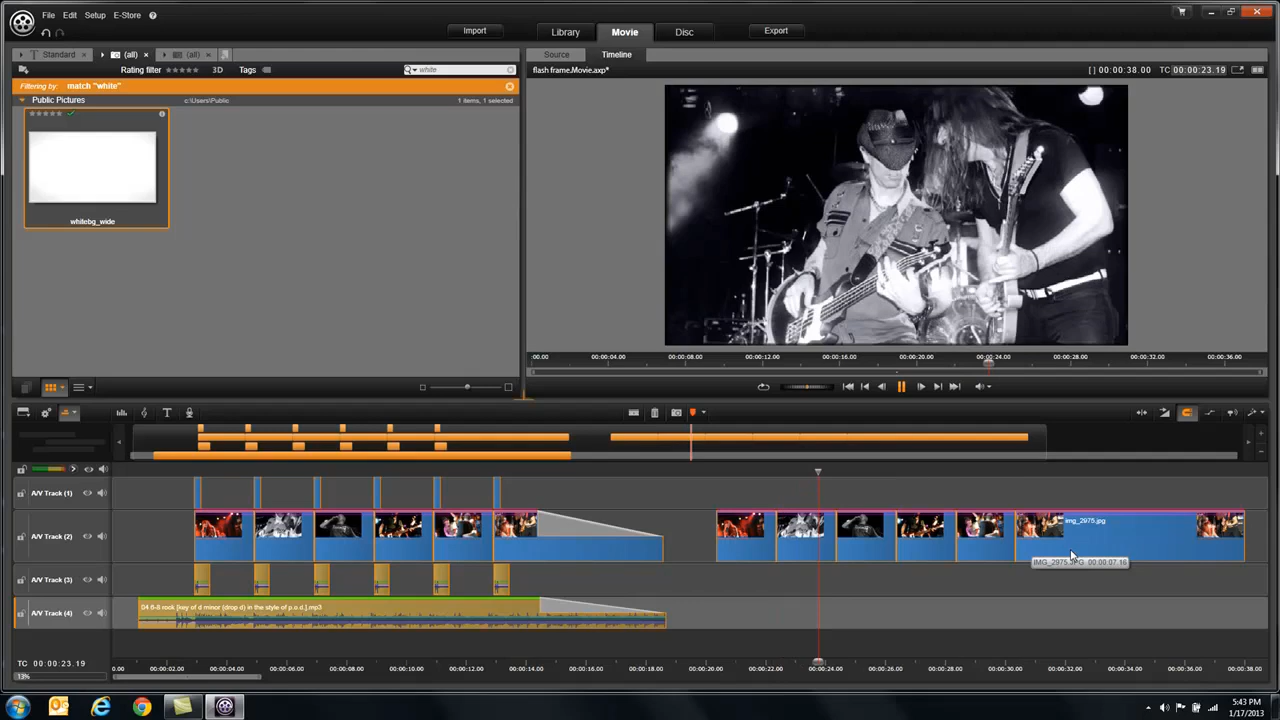 File Edit Setup E-Store ?
Import Library Movie Disc Export
Standard × (all) × (all) ×
Source Timeline
Rating filter 3D Tags white
flash frame.Movie.axp* [ ] 00:00:38.00 TC 00:00:23.19
Filtering by: match "white"
Public Pictures c:\Users\Public 1 items, 1 selected
whitebg_wide
:00.00 00:00:04.00 00:00:08.00 00:00:12.00 00:00:16.00 00:00:20.00 00:00:24.00 00:00:28.00 00:00:32.00 00:00:36.00
A/V Track (1)
A/V Track (2)
img_2975.jpg
IMG_2975.JPG 00:00:07.16
A/V Track (3)
A/V Track (4)
04 6-8 rock [key of d minor (drop d) in the style of p.o.d.].mp3
TC 00:00:23.19
0.00 00:00:02.00 00:00:04.00 00:00:06.00 00:00:08.00 00:00:10.00 00:00:12.00 00:00:14.00 00:00:16.00 00:00:18.00 00:00:20.00 00:00:22.00 00:00:24.00 00:00:26.00 00:00:28.00 00:00:30.00 00:00:32.00 00:00:34.00 00:00:36.00 00:00:38.00
13%
5:43 PM
1/17/2013